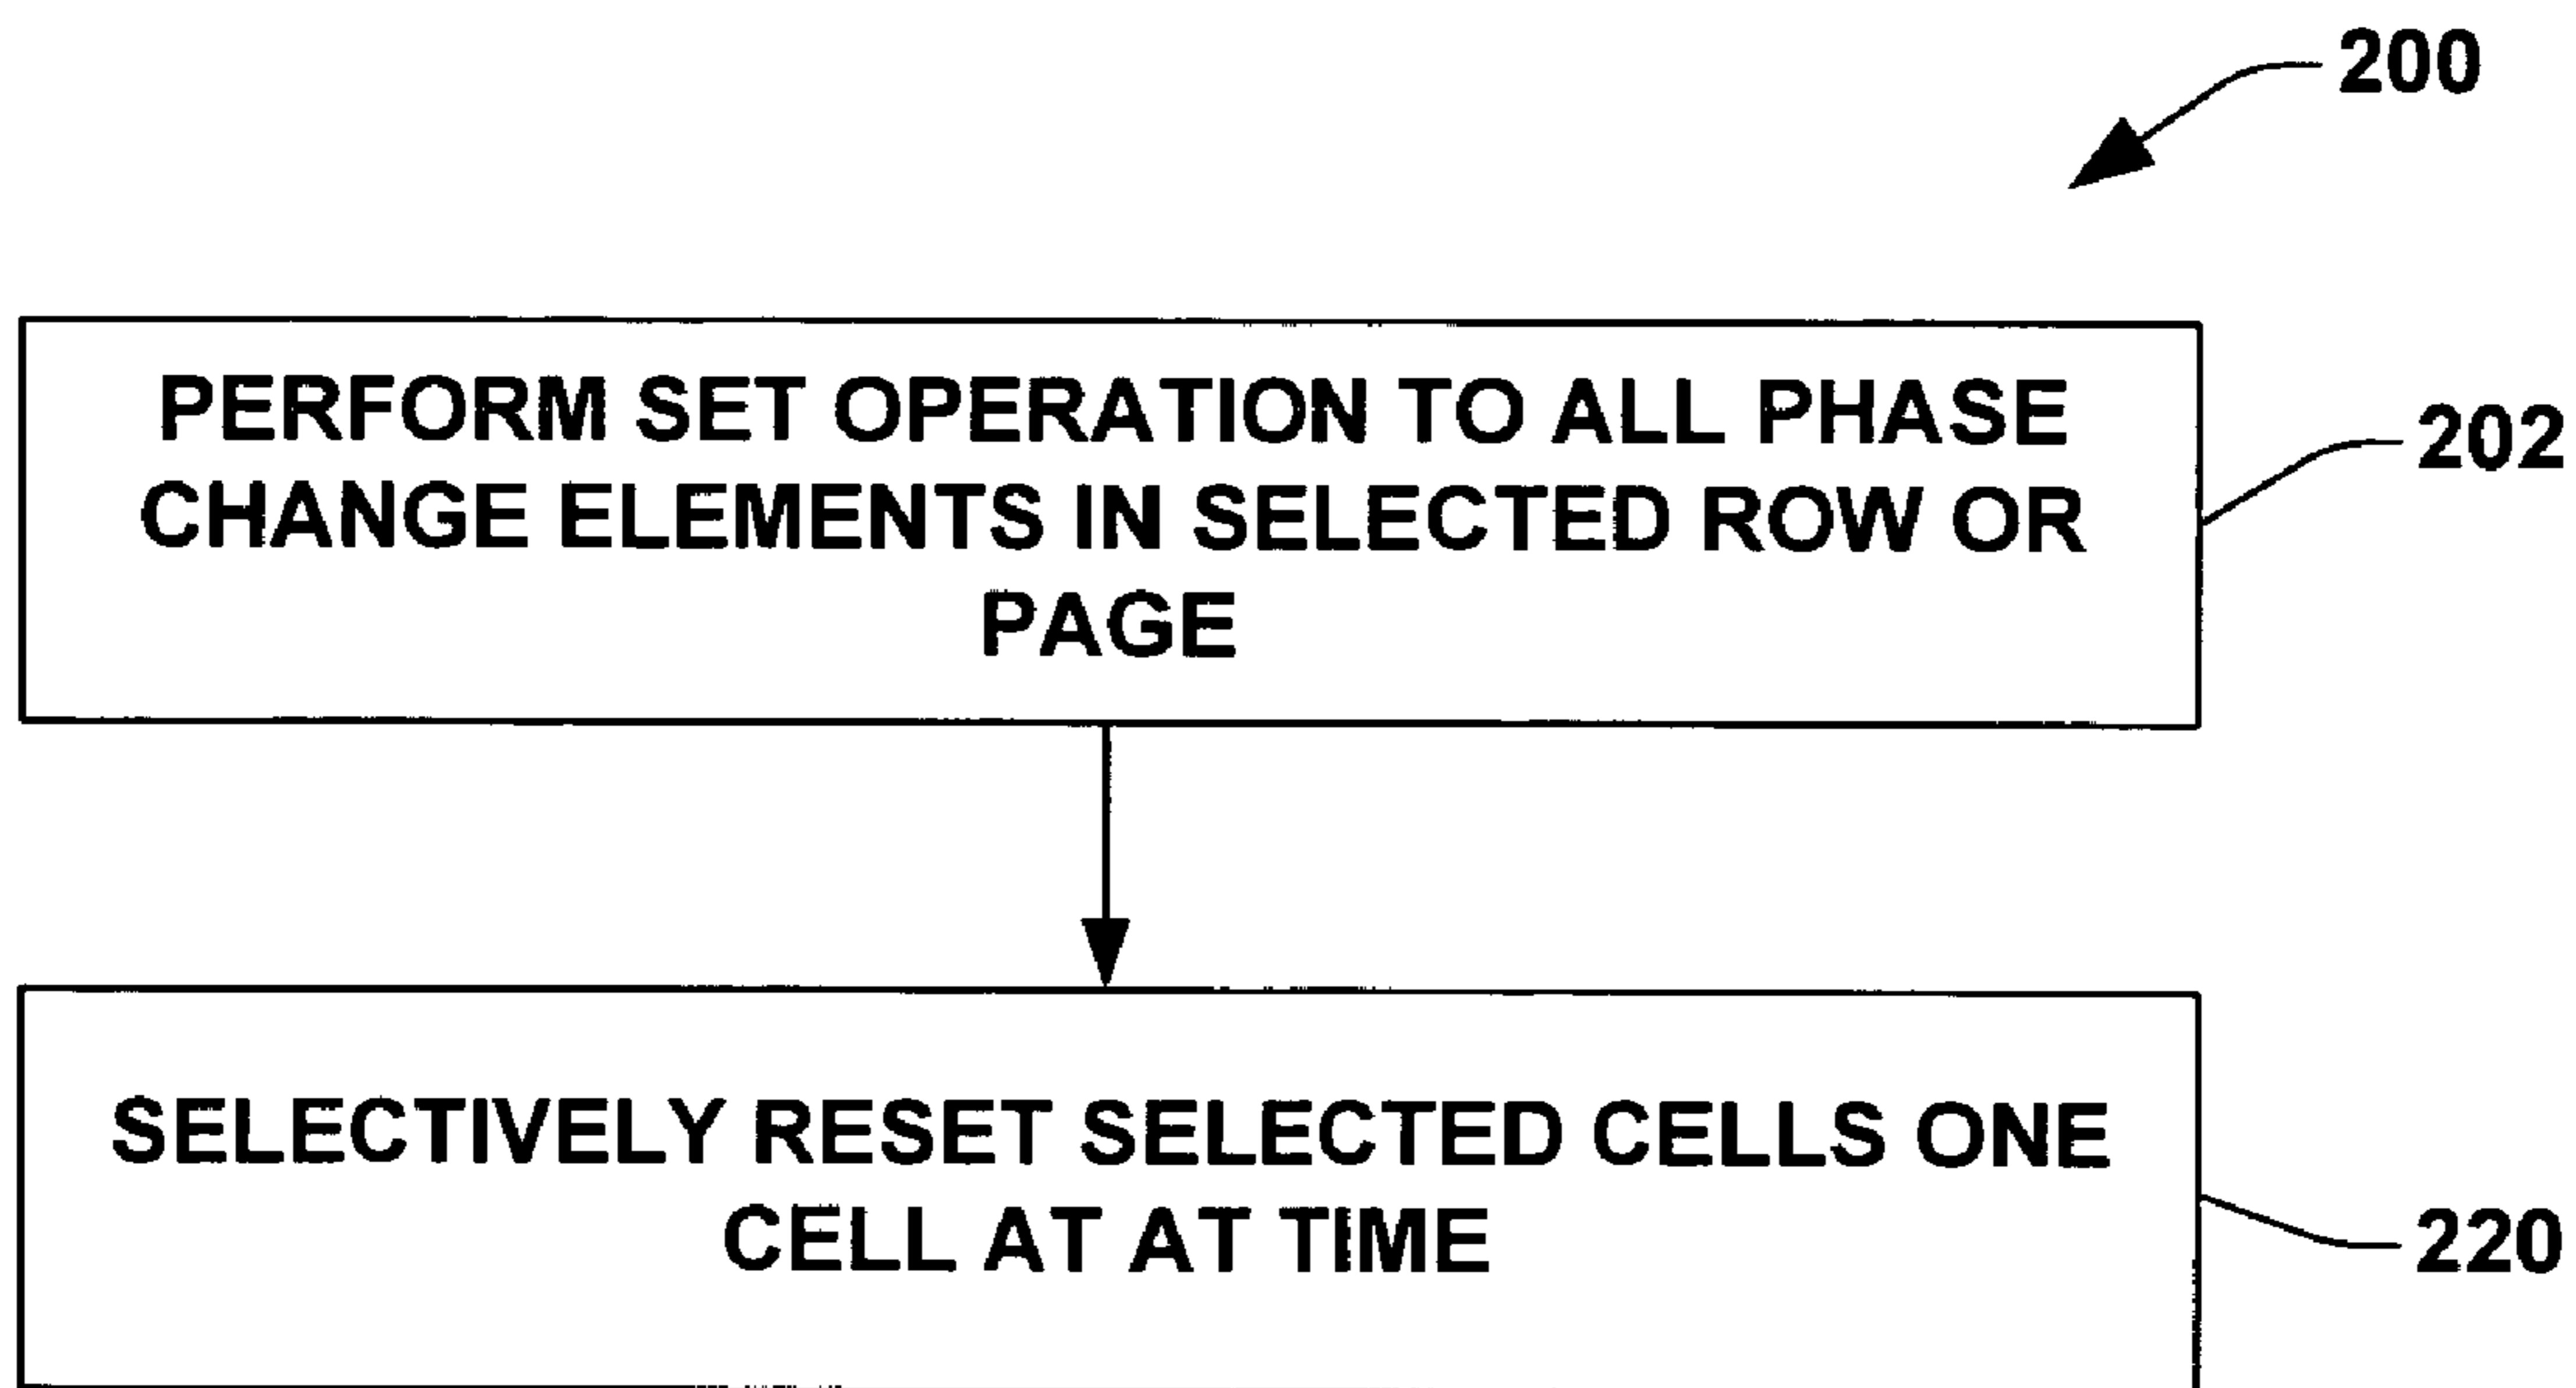 200
PERFORM SET OPERATION TO ALL PHASE
CHANGE ELEMENTS IN SELECTED ROW OR
PAGE
202
SELECTIVELY RESET SELECTED CELLS ONE
CELL AT AT TIME
220